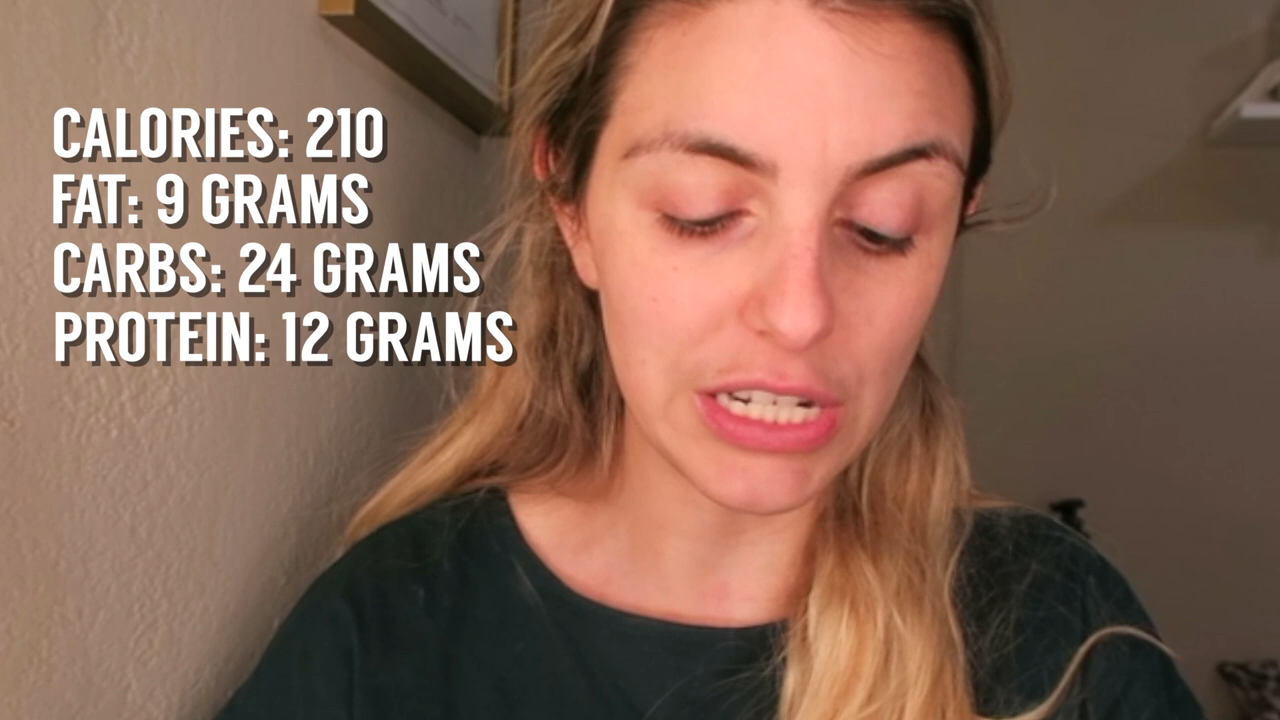 CALORIES: 210
FAT: 9 GRAMS
CARBS: 24 GRAMS
PROTEIN: 12 GRAMS